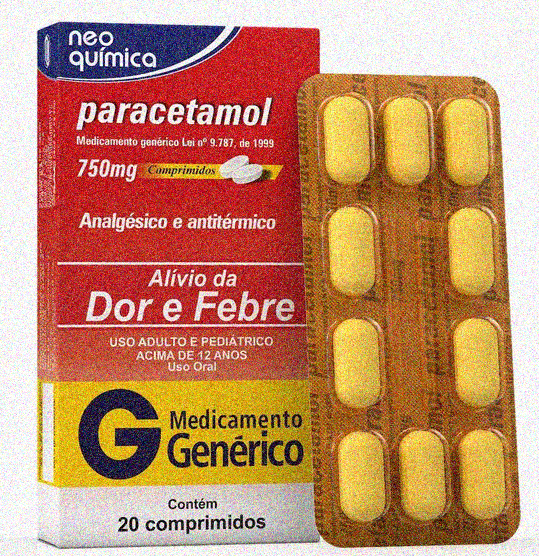 neo
química
paracetamol
Medicamento genérico Lei nº 9.787, de 1999
750mg Comprimidos
Analgésico e antitérmico
Alívio da
Dor e Febre
USO ADULTO E PEDIÁTRICO
ACIMA DE 12 ANOS
Uso Oral
G Medicamento
Genérico
Contém
20 comprimidos